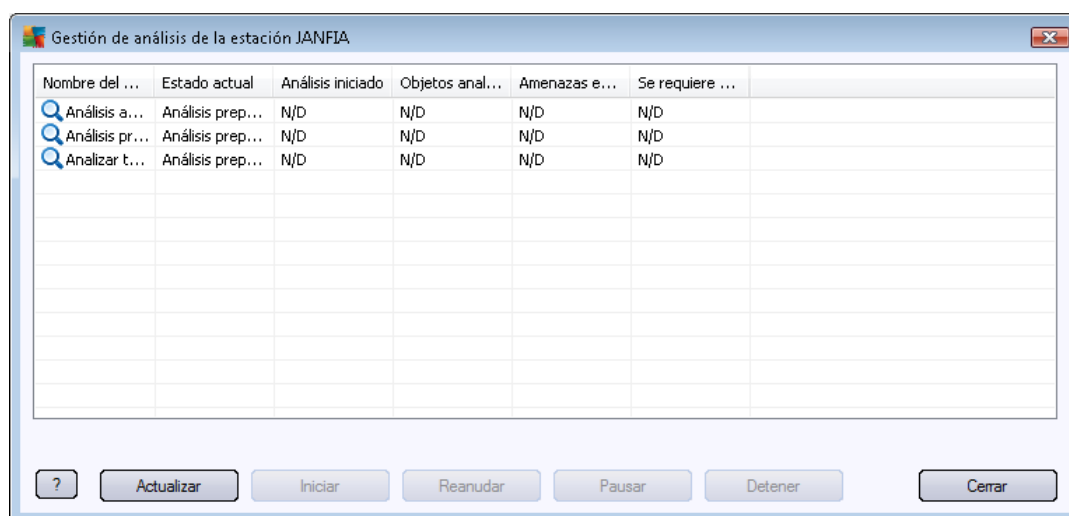 Gestión de análisis de la estación JANFIA
Nombre del ... Estado actual Análisis iniciado Objetos anal... Amenazas e... Se requiere ...
Análisis a... Análisis prep... N/D N/D N/D N/D
Análisis pr... Análisis prep... N/D N/D N/D N/D
Analizar t... Análisis prep... N/D N/D N/D N/D
? Actualizar Iniciar Reanudar Pausar Detener Cerrar